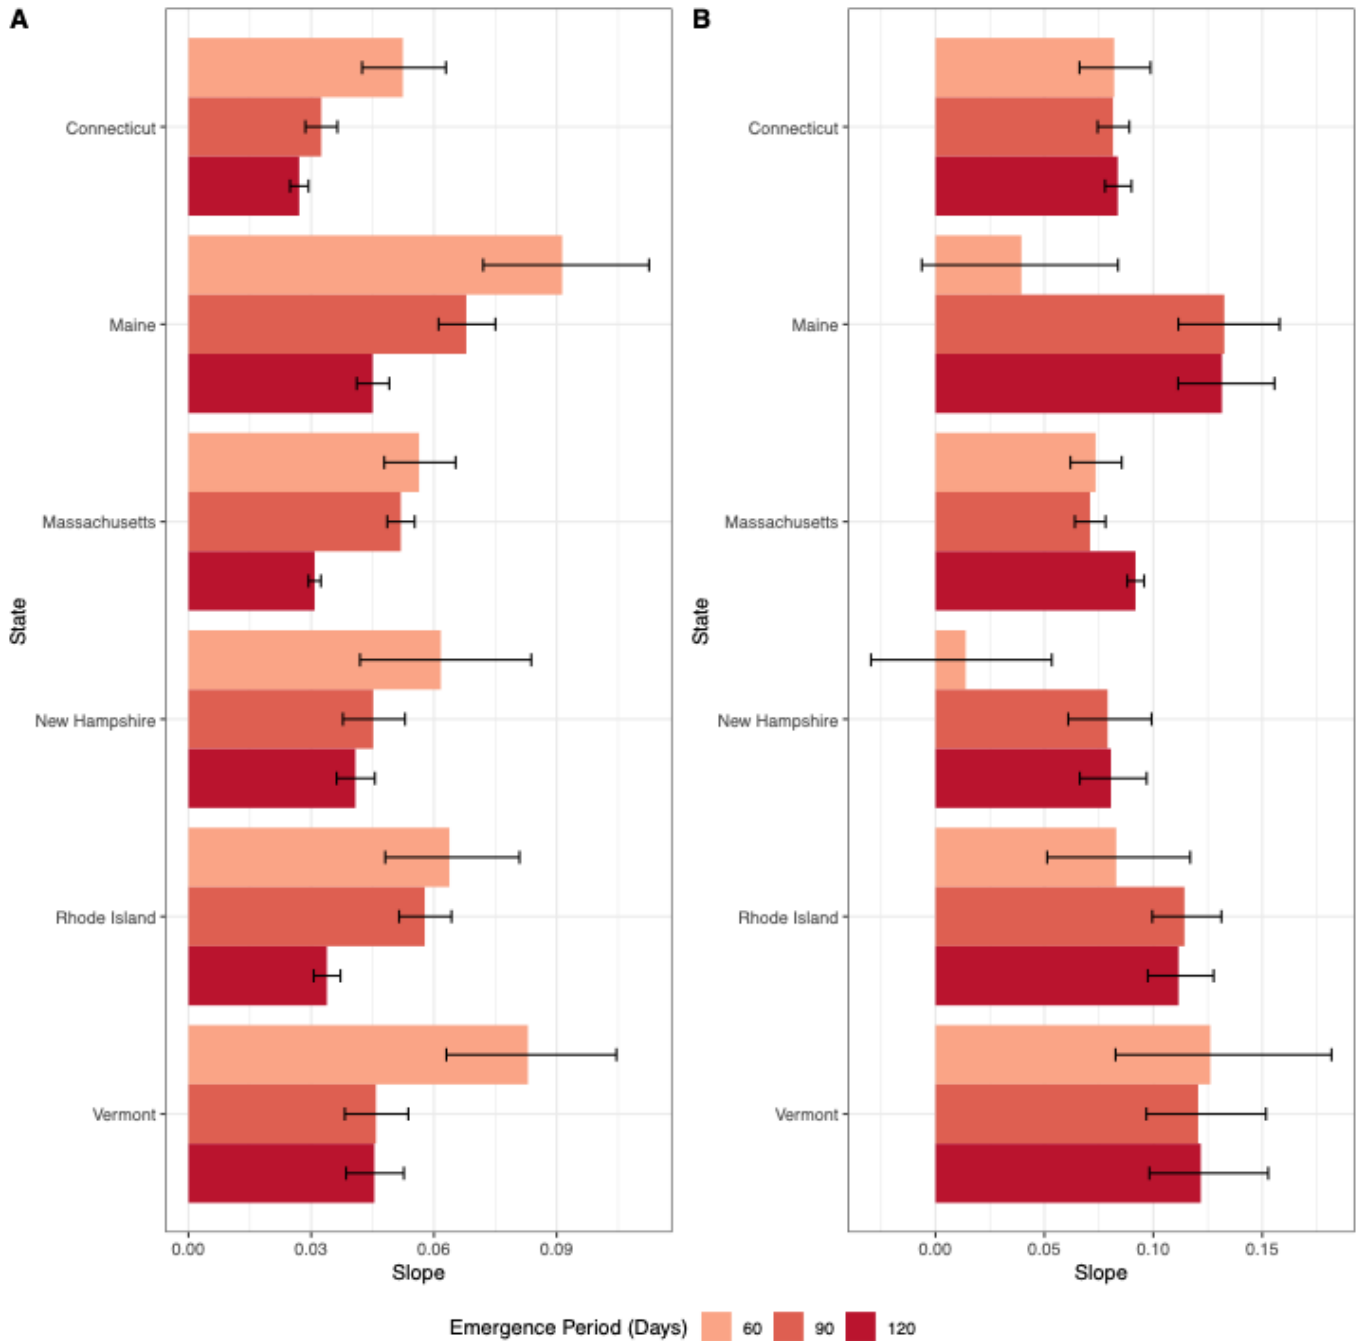 A
Connecticut
Maine
Massachusetts
New Hampshire
Rhode Island
Vermont
State
0.00 0.03 0.06 0.09
Slope
B
Connecticut
Maine
Massachusetts
New Hampshire
Rhode Island
Vermont
State
0.00 0.05 0.10 0.15
Slope
Emergence Period (Days) 60 90 120